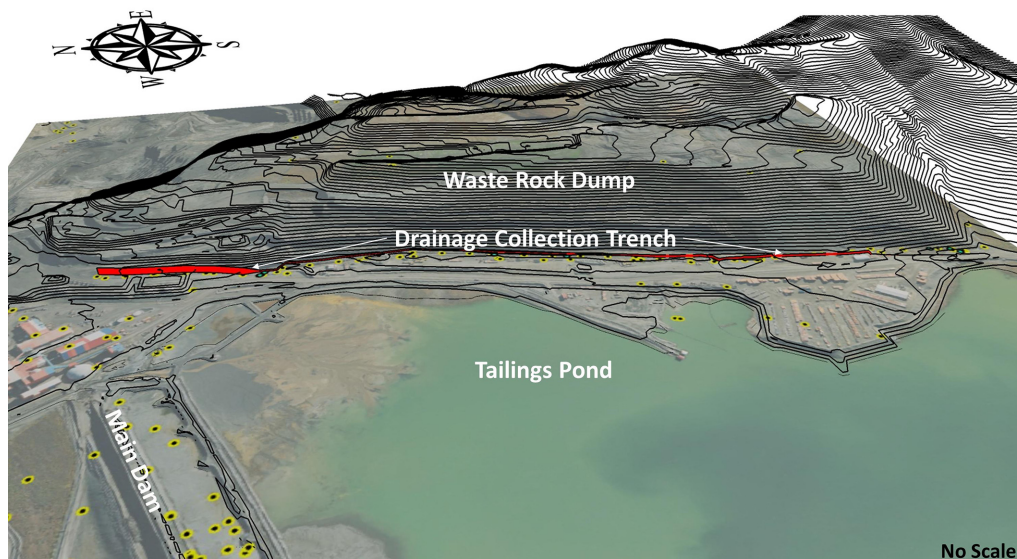 E
N
S
W
Waste Rock Dump
Drainage Collection Trench
Tailings Pond
Main Dam
No Scale